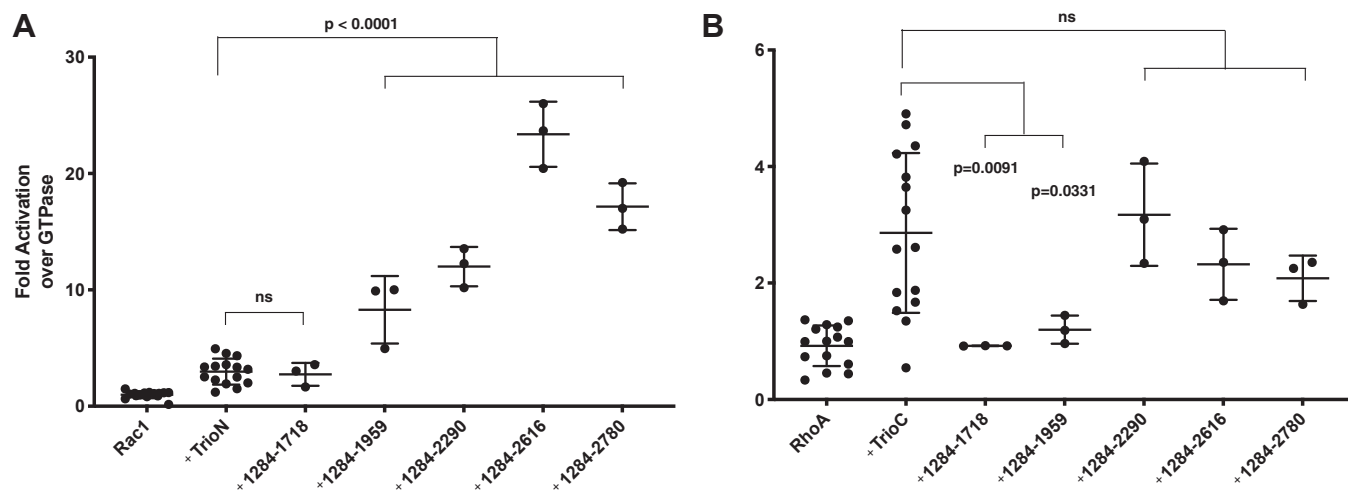 A
p < 0.0001
ns
Fold Activation
over GTPase
30
20
10
0
Rac1
+ TrioN
+ 1284-1718
+ 1284-1959
+ 1284-2290
+ 1284-2616
+ 1284-2780
B
ns
p=0.0091
p=0.0331
6
4
2
0
RhoA
+ TrioC
+ 1284-1718
+ 1284-1959
+ 1284-2290
+ 1284-2616
+ 1284-2780